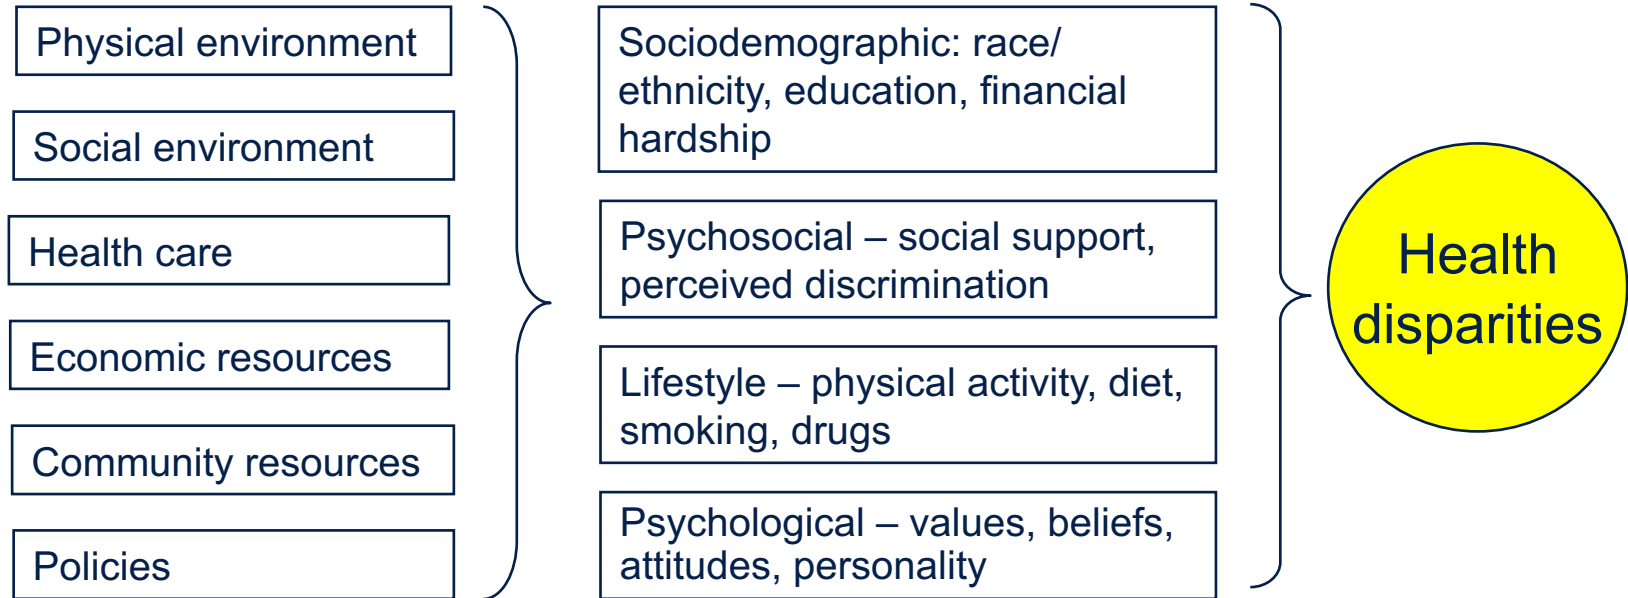 Physical environment
Social environment
Health care
Economic resources
Community resources
Policies
Sociodemographic: race/
ethnicity, education, financial
hardship
Psychosocial – social support,
perceived discrimination
Lifestyle – physical activity, diet,
smoking, drugs
Psychological – values, beliefs,
attitudes, personality
Health
disparities